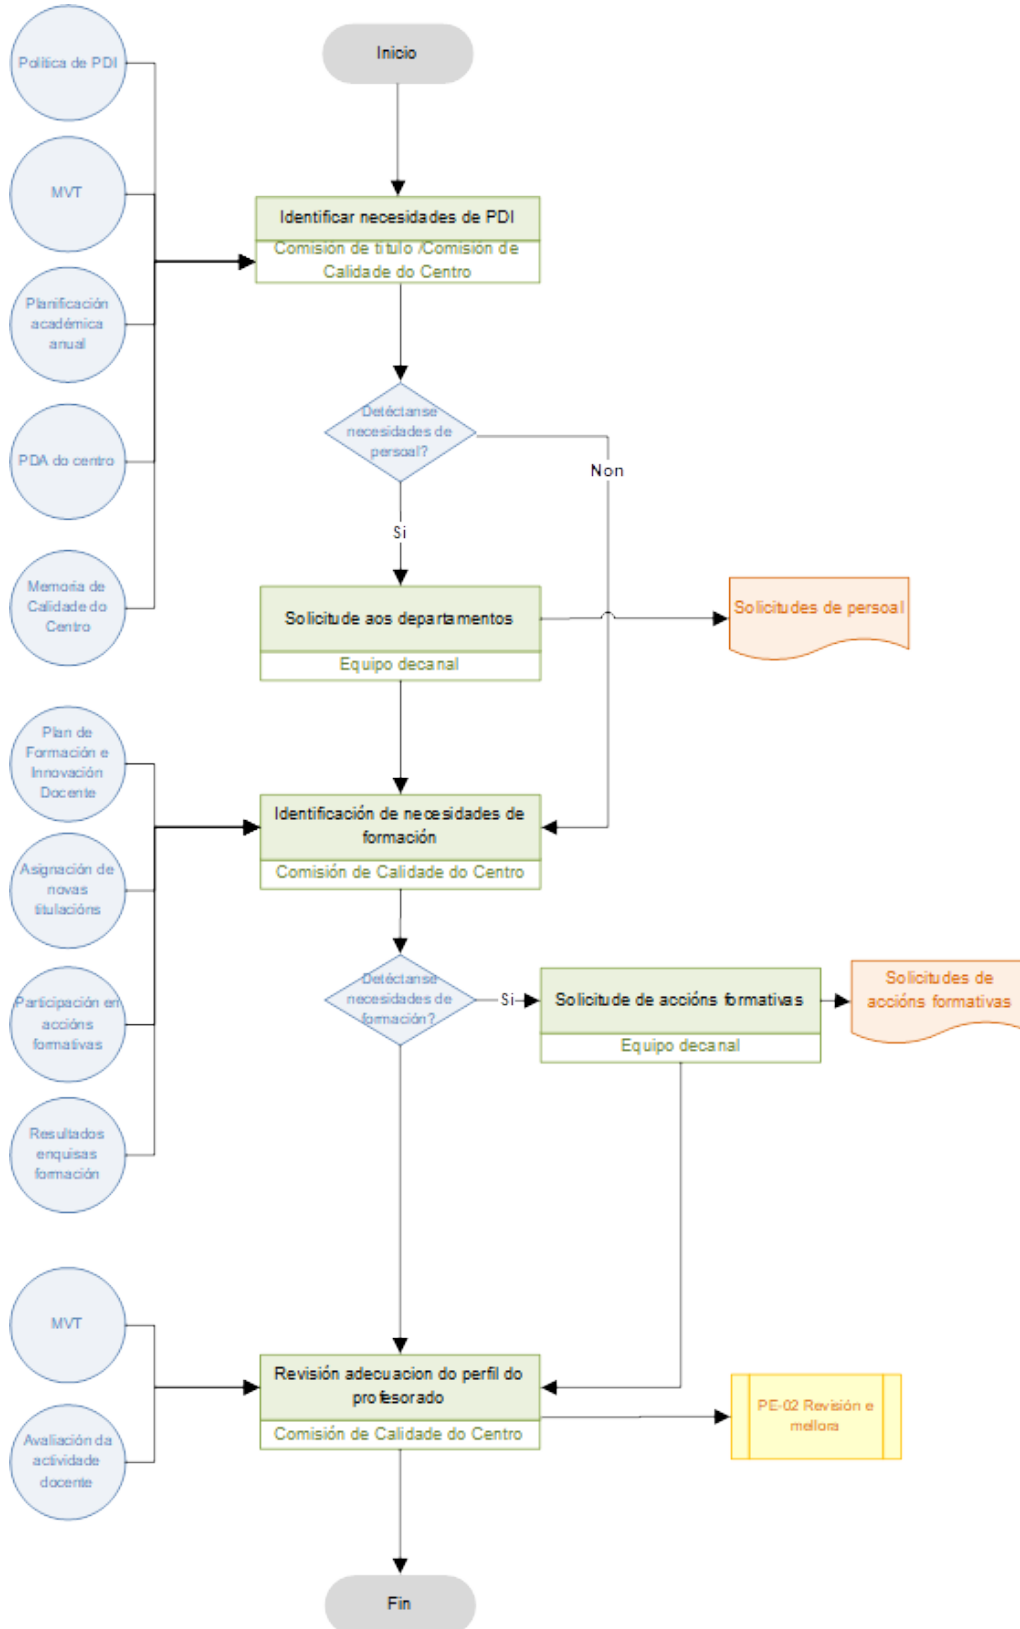 Política de PDI
Inicio
MVT
Identificar necesidades de PDI
Comisión de título /Comisión de
Calidade do Centro
Planificación
académica
anual
Detéctanse
necesidades de
persoal?
PDA do centro
Non
Si
Memoria de
Calidade do
Centro
Solicitude aos departamentos
Equipo decanal
Solicitudes de persoal
Plan de
Formación e
Innovación
Docente
Identificación de necesidades de
formación
Comisión de Calidade do Centro
Asignación de
novas
titulacións
Detéctanse
necesidades de
formación?
Si
Solicitude de accións formativas
Equipo decanal
Solicitudes de
accións formativas
Participación en
accións
formativas
Resultados
enquisas
formación
MVT
Revisión adecuacion do perfil do
profesorado
Comisión de Calidade do Centro
PE-02 Revisión e
mellora
Avaliación da
actividade
docente
Fin